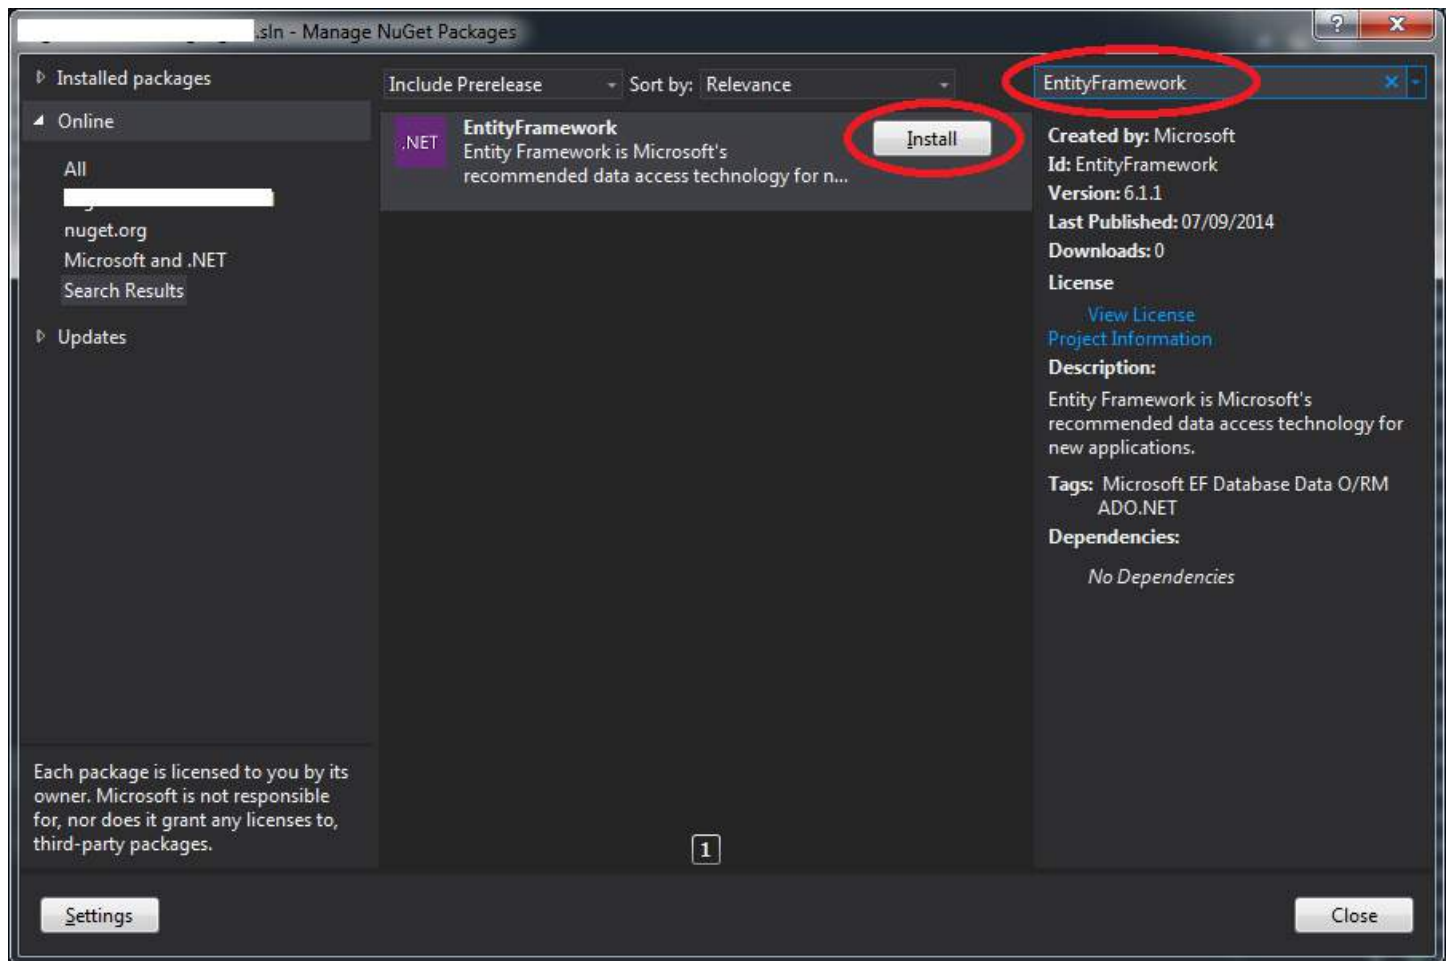 .sln - Manage NuGet Packages
?
X
Installed packages
Online
All
nuget.org
Microsoft and .NET
Search Results
Updates
Each package is licensed to you by its
owner. Microsoft is not responsible
for, nor does it grant any licenses to,
third-party packages.
Settings
Include Prerelease
Sort by: Relevance
.NET
EntityFramework
Entity Framework is Microsoft's
recommended data access technology for n...
Install
1
EntityFramework
Created by: Microsoft
Id: EntityFramework
Version: 6.1.1
Last Published: 07/09/2014
Downloads: 0
License
View License
Project Information
Description:
Entity Framework is Microsoft's
recommended data access technology for
new applications.
Tags: Microsoft EF Database Data O/RM
ADO.NET
Dependencies:
No Dependencies
Close